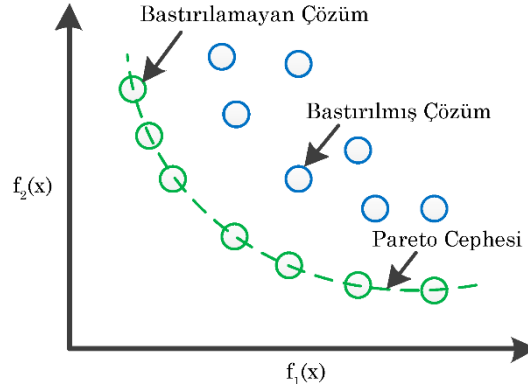 Bastırılamayan Çözüm
Bastırılmış Çözüm
f2(x)
Pareto Cephesi
f1(x)